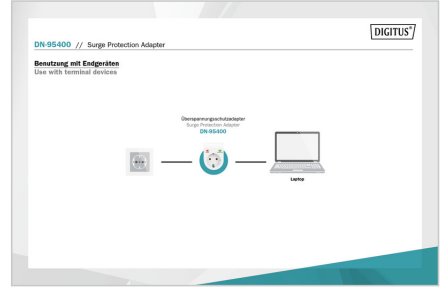 DIGITUS®
DN-95400 // Surge Protection Adapter
Benutzung mit Endgeräten
Use with terminal devices
Überspannungsschutzadapter
Surge Protection Adapter
DN-95400
Laptop